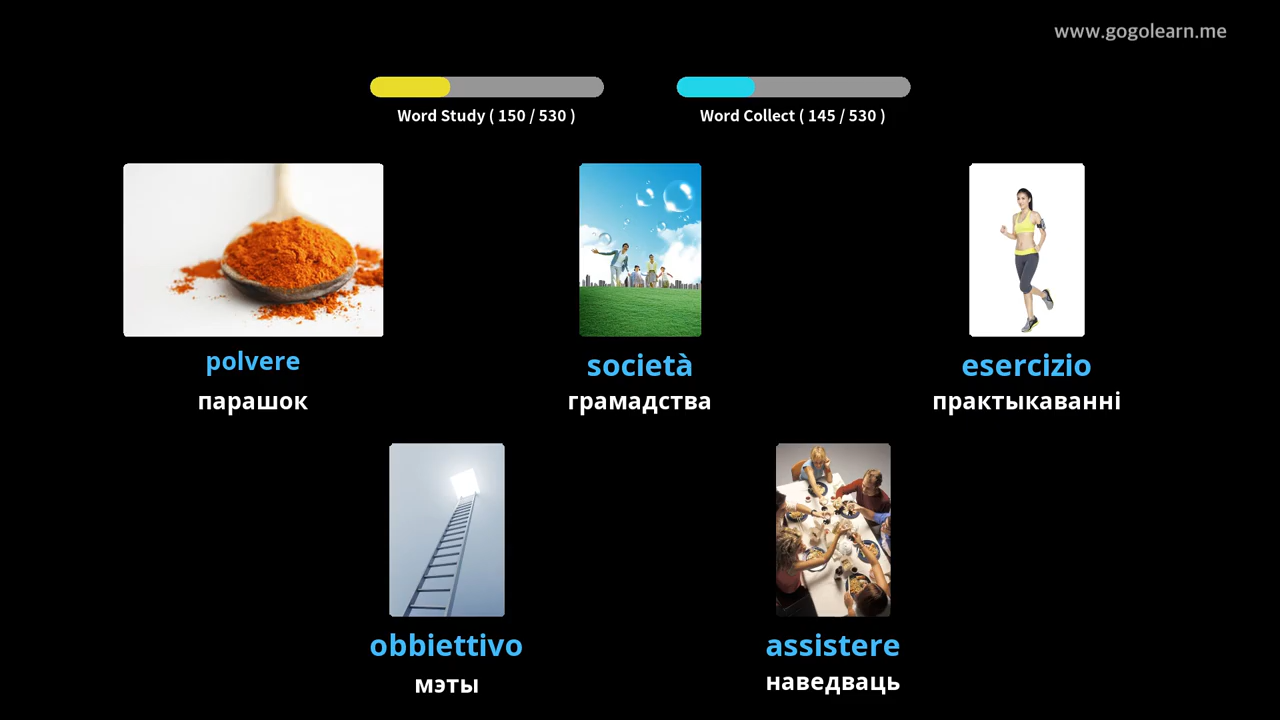 www.gogolearn.me
Word Study ( 150 / 530 )
Word Collect ( 145 / 530 )
polvere
società
esercizio
парашок
грамадства
практыкаванні
obbiettivo
assistere
мэты
наведваць